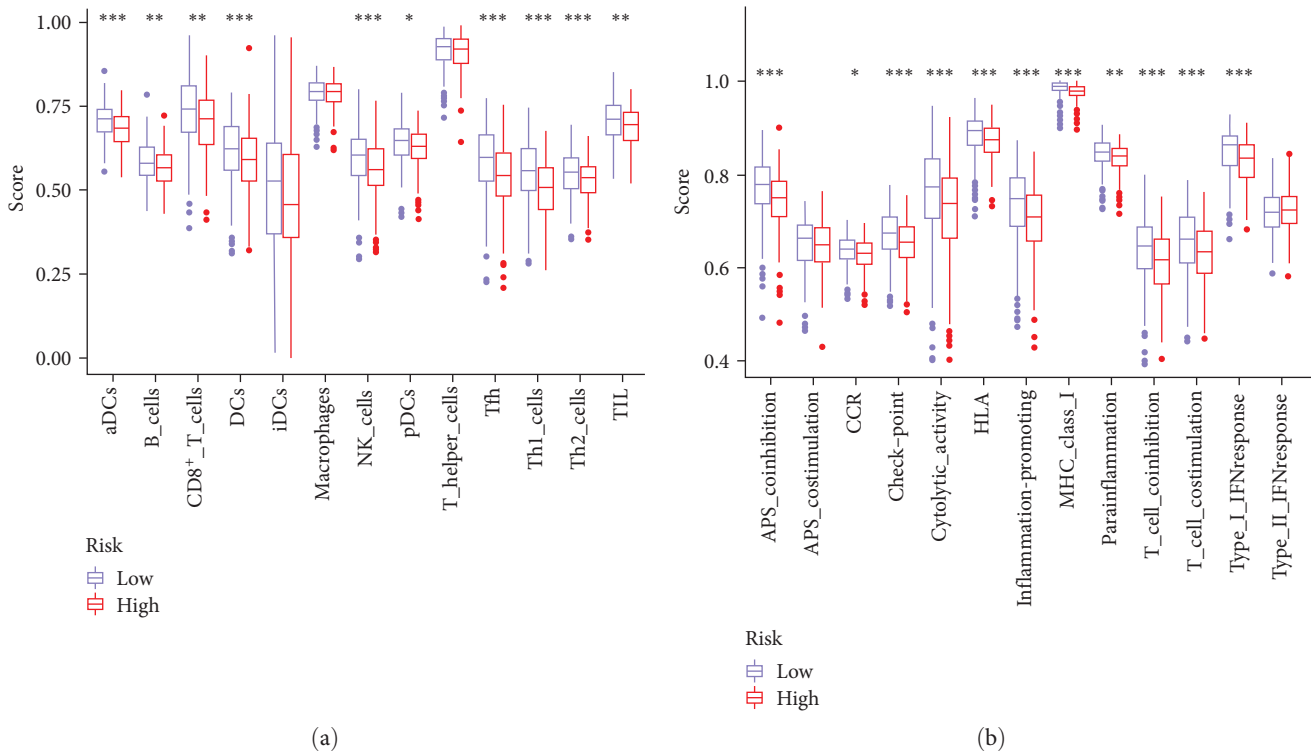 *** ** ** *** *** * *** *** *** **
1.00
0.75
0.50
0.25
0.00
Score
aDCs
B_cells
CD8⁺_T_cells
DCs
iDCs
Macrophages
NK_cells
pDCs
T_helper_cells
Tfh
Th1_cells
Th2_cells
TIL
Risk
Low
High
(a)
*** * *** *** *** *** *** ** *** *** ***
1.0
0.8
0.6
0.4
Score
APS_coinhibition
APS_costimulation
CCR
Check–point
Cytolytic_activity
HLA
Inflammation-promoting
MHC_class_I
Parainflammation
T_cell_coinhibition
T_cell_costimulation
Type_I_IFNresponse
Type_II_IFNresponse
Risk
Low
High
(b)